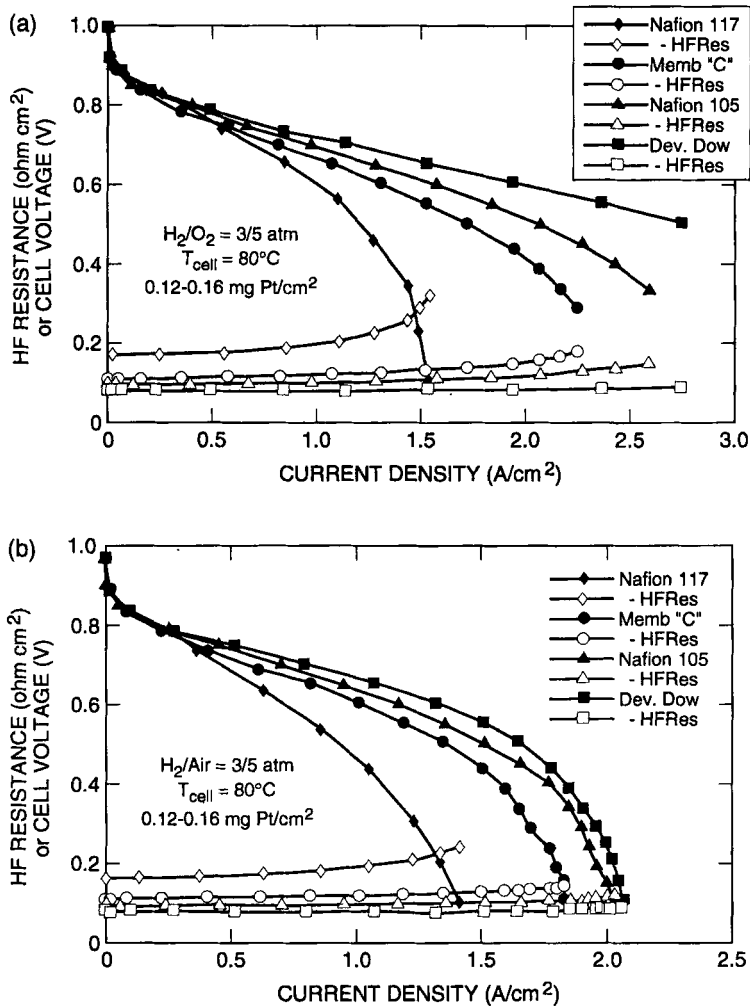 (a)
Nafion 117
- HFRes
Memb "C"
- HFRes
Nafion 105
- HFRes
Dev. Dow
- HFRes
HF RESISTANCE (ohm cm²)
or CELL VOLTAGE (V)
1.0
0.8
0.6
0.4
0.2
0
H₂/O₂ = 3/5 atm
T_cell = 80°C
0.12-0.16 mg Pt/cm²
0 0.5 1.0 1.5 2.0 2.5 3.0
CURRENT DENSITY (A/cm²)
(b)
Nafion 117
- HFRes
Memb "C"
- HFRes
Nafion 105
- HFRes
Dev. Dow
- HFRes
HF RESISTANCE (ohm cm²)
or CELL VOLTAGE (V)
1.0
0.8
0.6
0.4
0.2
0
H₂/Air = 3/5 atm
T_cell = 80°C
0.12-0.16 mg Pt/cm²
0 0.5 1.0 1.5 2.0 2.5
CURRENT DENSITY (A/cm²)